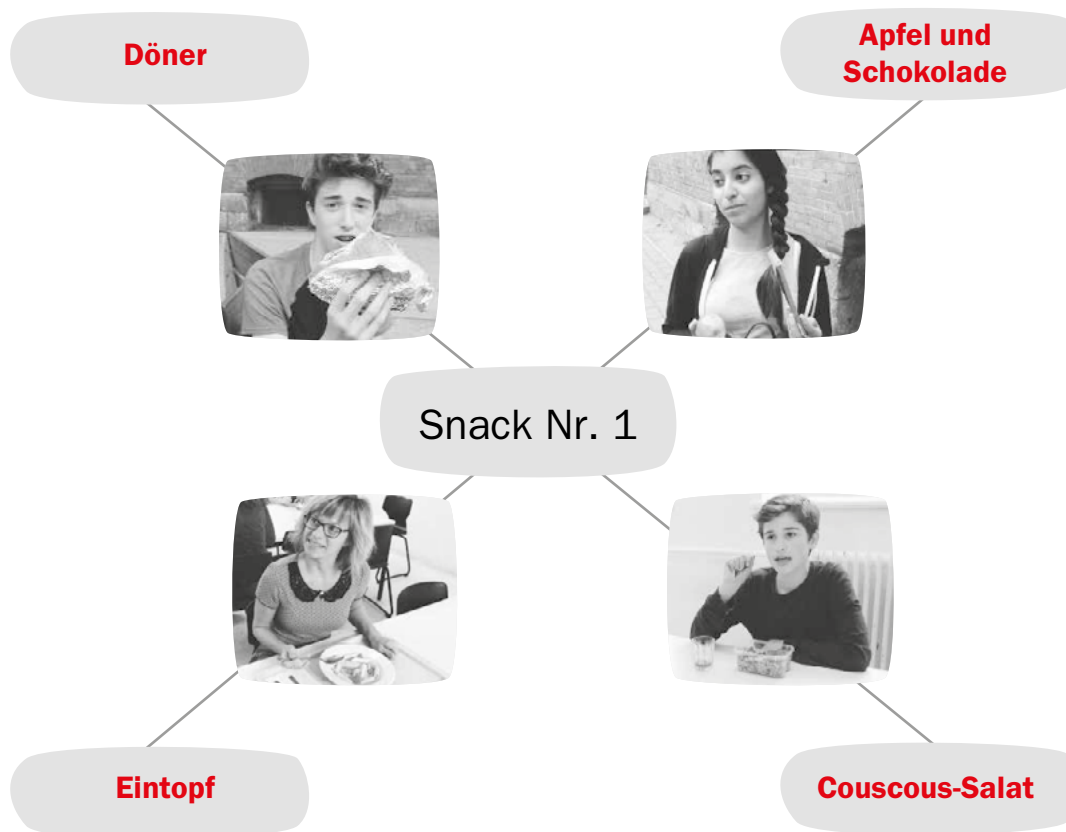 Döner
Apfel und
Schokolade
Snack Nr. 1
Eintopf
Couscous-Salat